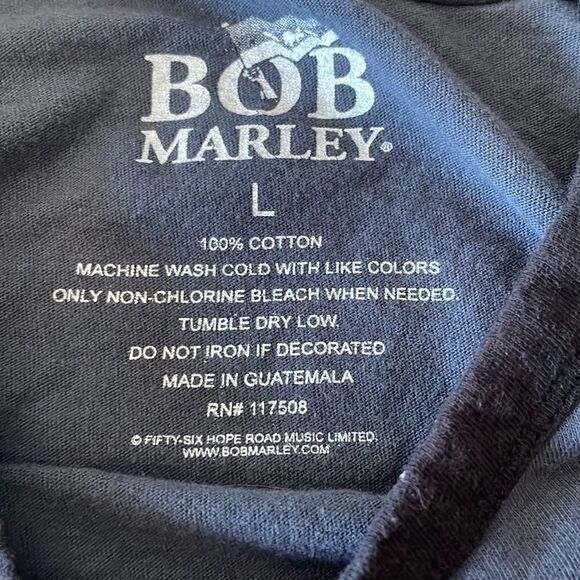 BOB
MARLEY®
L
100% COTTON
MACHINE WASH COLD WITH LIKE COLORS
ONLY NON-CHLORINE BLEACH WHEN NEEDED.
TUMBLE DRY LOW.
DO NOT IRON IF DECORATED
MADE IN GUATEMALA
RN# 117508
© FIFTY-SIX HOPE ROAD MUSIC LIMITED.
WWW.BOBMARLEY.COM